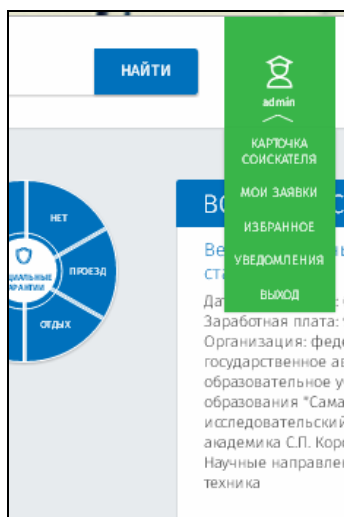 НАЙТИ
admin
КАРТОЧКА
СОИСКАТЕЛЯ
МОИ ЗАЯВКИ
ИЗБРАННОЕ
УВЕДОМЛЕНИЯ
ВЫХОД
НЕТ
ПРОЕЗД
ОТДЫХ
Заработная плата:
Организация: феде
государственное ав
образовательное у
образования "Сама
исследовательский
академика С.П. Коро
Научные направле
техника